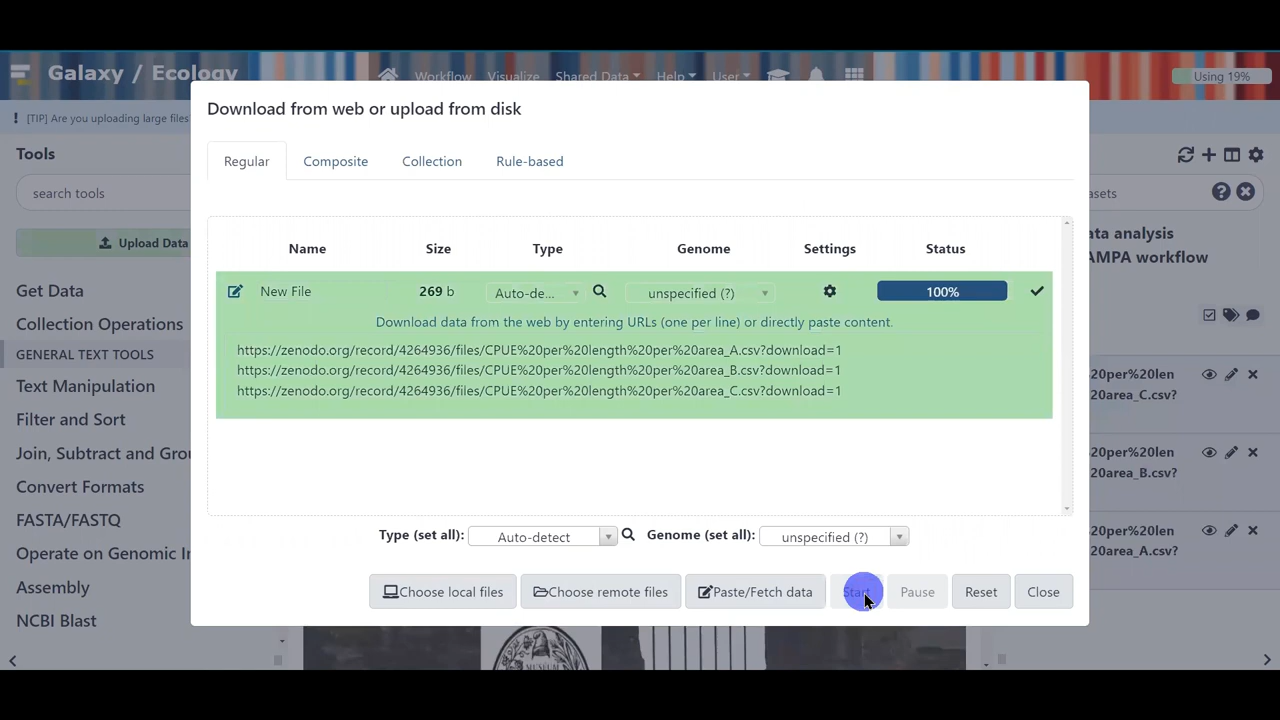 Galaxy / Ecology
Workflow Visualize Shared Data Help User
Using 19%
[TIP] Are you uploading large files
Download from web or upload from disk
Regular Composite Collection Rule-based
Tools
search tools
Upload Data
Get Data
Collection Operations
GENERAL TEXT TOOLS
Text Manipulation
Filter and Sort
Join, Subtract and Grou
Convert Formats
FASTA/FASTQ
Operate on Genomic In
Assembly
NCBI Blast
Name Size Type Genome Settings Status
New File 269 b Auto-de... unspecified (?) 100%
Download data from the web by entering URLs (one per line) or directly paste content.
https://zenodo.org/record/4264936/files/CPUE%20per%20length%20per%20area_A.csv?download=1
https://zenodo.org/record/4264936/files/CPUE%20per%20length%20per%20area_B.csv?download=1
https://zenodo.org/record/4264936/files/CPUE%20per%20length%20per%20area_C.csv?download=1
Type (set all): Auto-detect Genome (set all): unspecified (?)
Choose local files Choose remote files Paste/Fetch data Start Pause Reset Close
MUSEUM
asets
ata analysis
AMPA workflow
20per%20len
20area_C.csv?
20per%20len
20area_B.csv?
20per%20len
20area_A.csv?